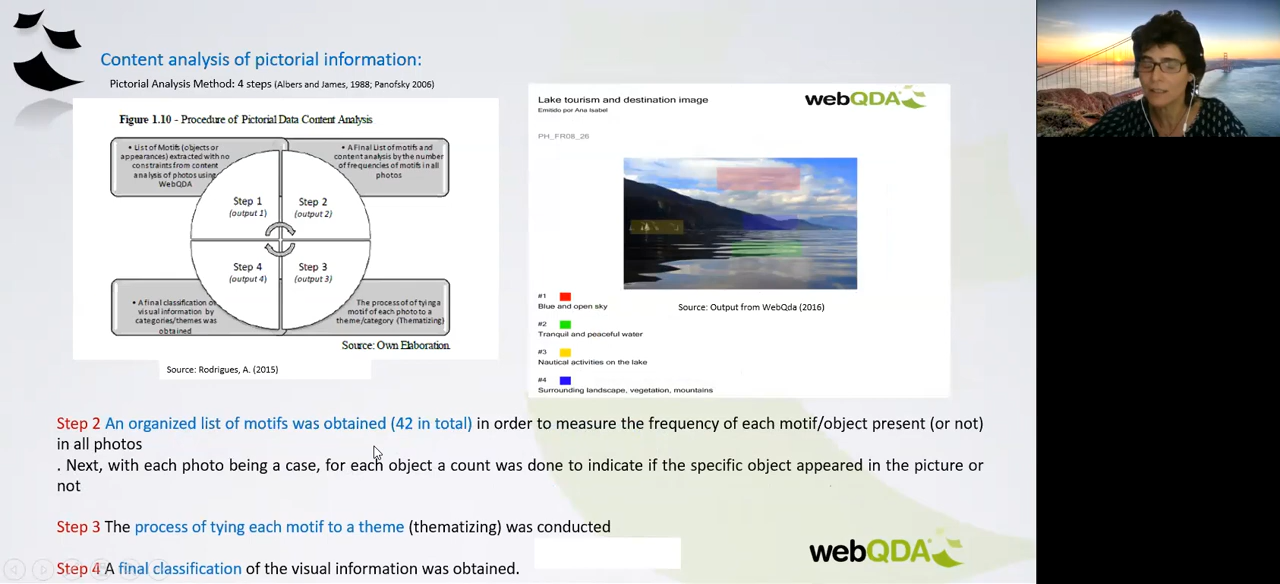 Content analysis of pictorial information:
Pictorial Analysis Method: 4 steps (Albers and James, 1988; Panofsky 2006)
Figure 1.10 - Procedure of Pictorial Data Content Analysis
• List of Motifs (objects or
appearances) extracted with no
constraints from content
analysis of photos using
WebQDA
• A Final List of motifs and
content analysis by the number
of frequencies of motifs in all
photos
Step 1
(output 1)
Step 2
(output 2)
Step 4
(output 4)
Step 3
(output 3)
• A final classification of
visual information by
categories/themes was
obtained
The process of of tying a
motif of each photo to a
theme/category (Thematizing)
Source: Own Elaboration.
Source: Rodrigues, A. (2015)
Lake tourism and destination image
Emitido por Ana Isabel
webQDA
PH_FR08_26
#1
Blue and open sky
#2
Tranquil and peaceful water
#3
Nautical activities on the lake
#4
Surrounding landscape, vegetation, mountains
Source: Output from WebQda (2016)
Step 2 An organized list of motifs was obtained (42 in total) in order to measure the frequency of each motif/object present (or not)
in all photos
. Next, with each photo being a case, for each object a count was done to indicate if the specific object appeared in the picture or
not
Step 3 The process of tying each motif to a theme (thematizing) was conducted
Step 4 A final classification of the visual information was obtained.
webQDA